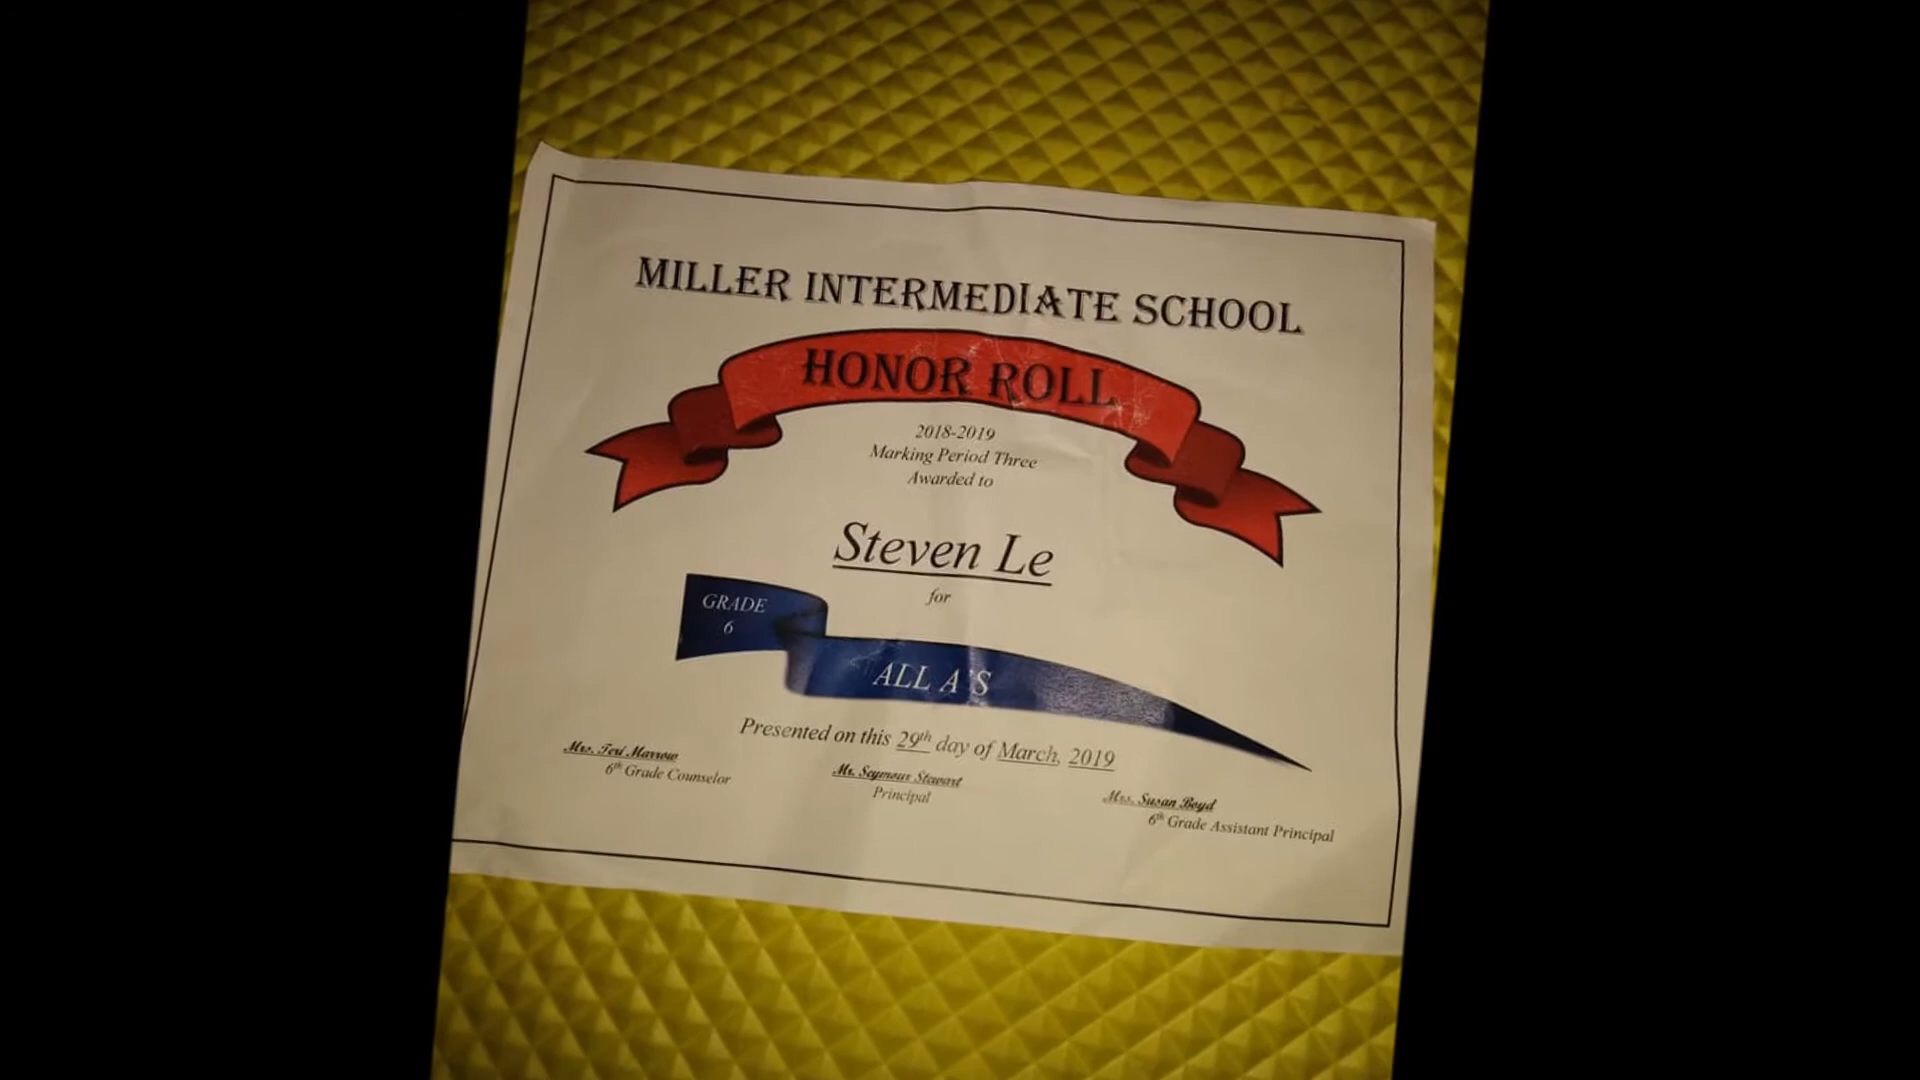 MILLER INTERMEDIATE SCHOOL
HONOR ROLL
2018-2019
Marking Period Three
Awarded to
Steven Le
for
GRADE
6
ALL A'S
Presented on this 29th day of March, 2019
Mrs. Teri Marrow
6th Grade Counselor
Mr. Seymour Stewart
Principal
Mrs. Susan Boyd
6th Grade Assistant Principal